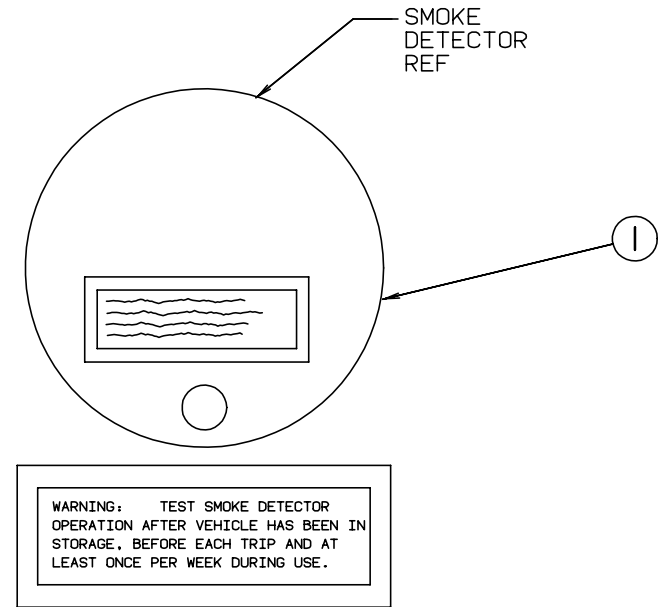 SMOKE
DETECTOR
REF
1
WARNING: TEST SMOKE DETECTOR
OPERATION AFTER VEHICLE HAS BEEN IN
STORAGE, BEFORE EACH TRIP AND AT
LEAST ONCE PER WEEK DURING USE.